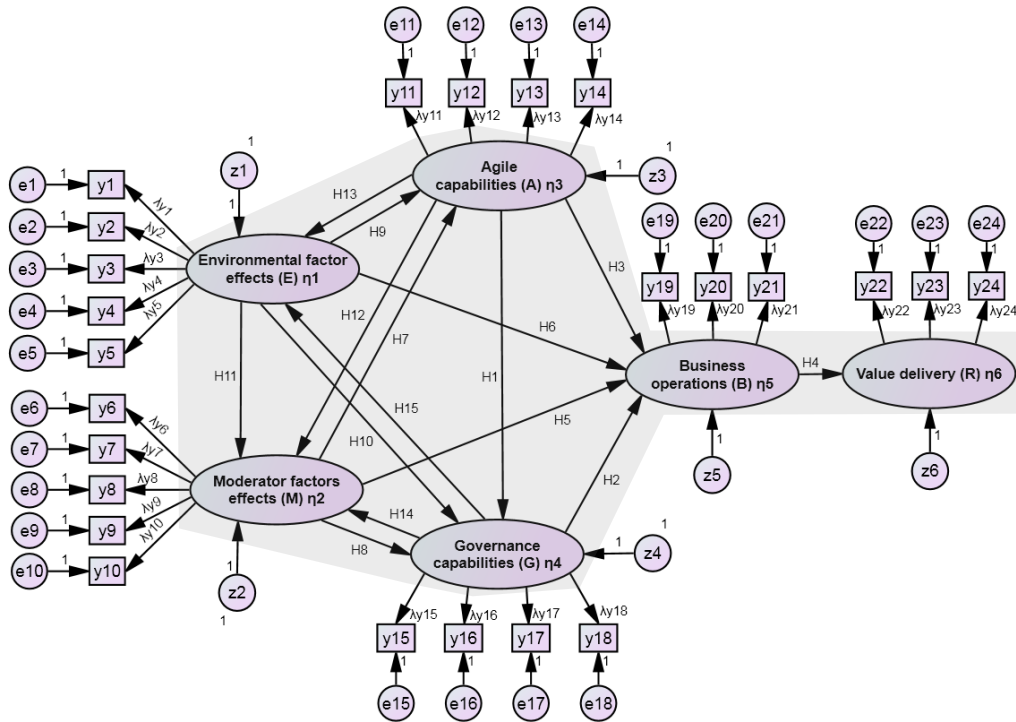 e11 e12 e13 e14
1 1 1 1
y11 y12 y13 y14
λy11 λy12 λy13 λy14
Agile
capabilities (A) η3
1
1
z3
1
z1
1
e1 1 y1
e2 1 y2
e3 1 y3
e4 1 y4
e5 1 y5
λy1
λy2
λy3
λy4
λy5
Environmental factor
effects (E) η1
H13
H9
H3
H12
H7
H6
H11
H1
H10
H15
H5
H2
H14
H8
e19 e20 e21
1 1 1
y19 y20 y21
λy19 λy20 λy21
Business
operations (B) η5
1
z5
H4
e22 e23 e24
1 1 1
y22 y23 y24
λy22 λy23 λy24
Value delivery (R) η6
1
z6
e6 1 y6
e7 1 y7
e8 1 y8
e9 1 y9
e10 1 y10
λy6
λy7
λy8
λy9
λy10
Moderator factors
effects (M) η2
1
z2
1
Governance
capabilities (G) η4
1
1
z4
λy15 λy16 λy17 λy18
y15 y16 y17 y18
1 1 1 1
e15 e16 e17 e18